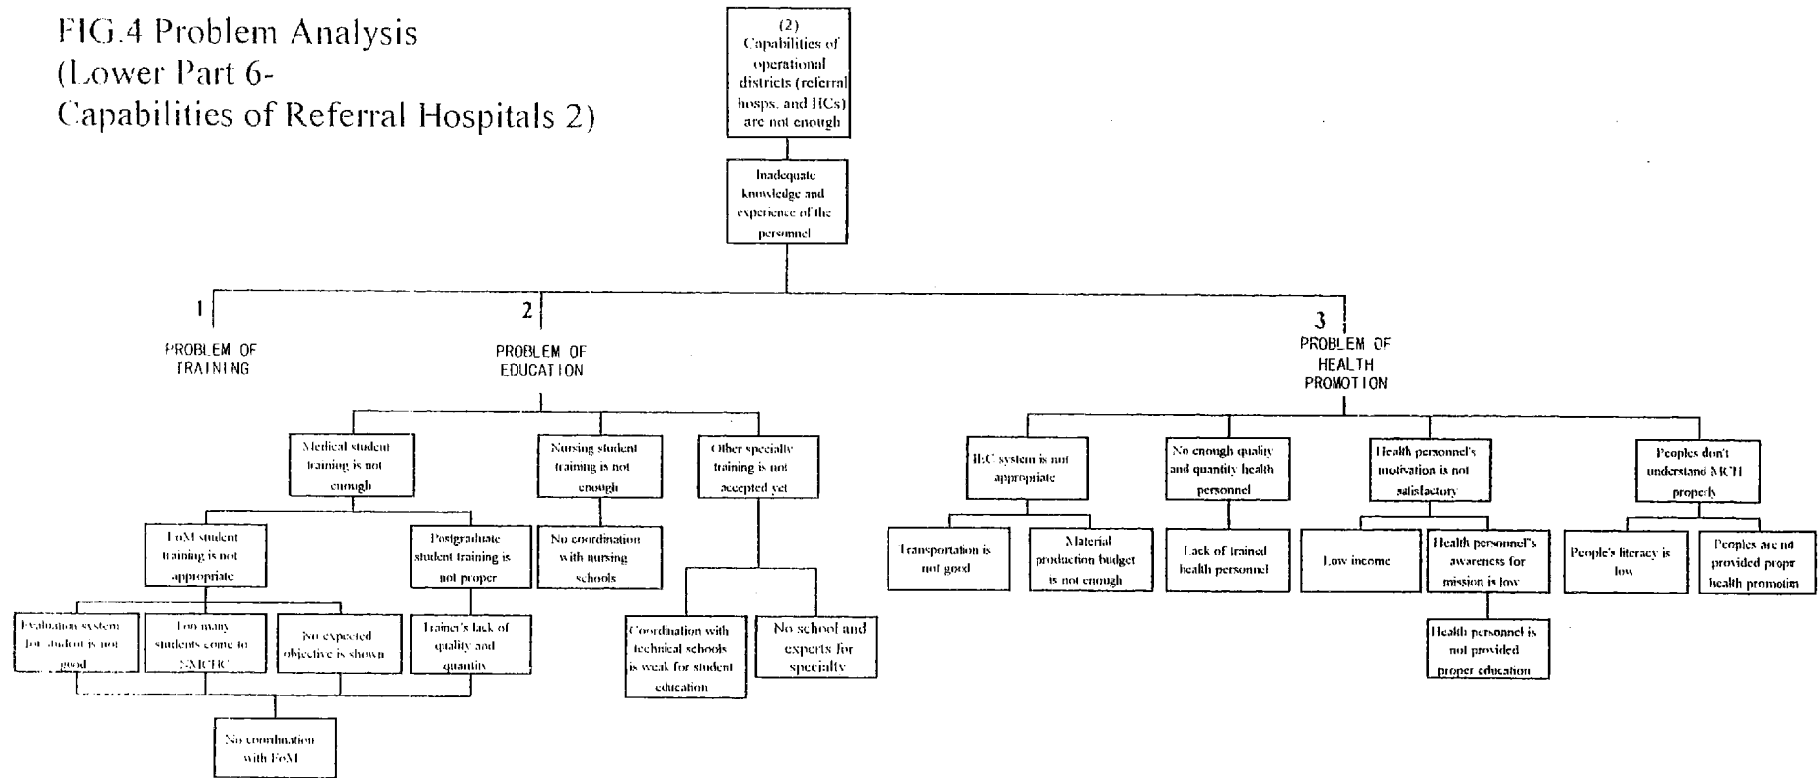 FIG.4 Problem Analysis
(Lower Part 6-
Capabilities of Referral Hospitals 2)
(2)
Capabilities of
operational
districts (referral
hosps. and HCs)
are not enough
Inadequate
knowledge and
experience of the
personnel
1
PROBLEM OF
TRAINING
2
PROBLEM OF
EDUCATION
3
PROBLEM OF
HEALTH
PROMOTION
Medical student
training is not
enough
Nursing student
training is not
enough
Other specialty
training is not
accepted yet
IEC system is not
appropriate
No enough quality
and quantity health
personnel
Health personnel's
motivation is not
satisfactory
Peoples don't
understand MCH
properly
FoM student
training is not
appropriate
Postgraduate
student training is
not proper
No coordination
with nursing
schools
Transportation is
not good
Material
production budget
is not enough
Lack of trained
health personnel
Low income
Health personnel's
awareness for
mission is low
People's literacy is
low
Peoples are not
provided propr
health promotim
Evaluation system
for student is not
good
Too many
students come to
NMCHC
No expected
objective is shown
Trainer's lack of
quality and
quantity
Coordination with
technical schools
is weak for student
education
No school and
experts for
specialty
Health personnel is
not provided
proper education
No coordination
with FoM